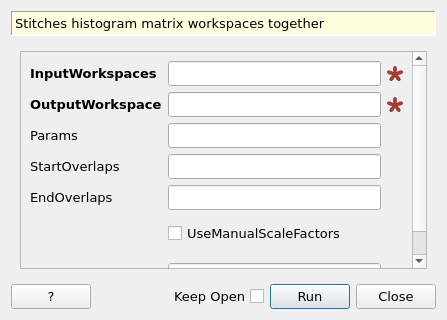 Stitches histogram matrix workspaces together
InputWorkspaces
OutputWorkspace
Params
StartOverlaps
EndOverlaps
UseManualScaleFactors
? Keep Open Run Close